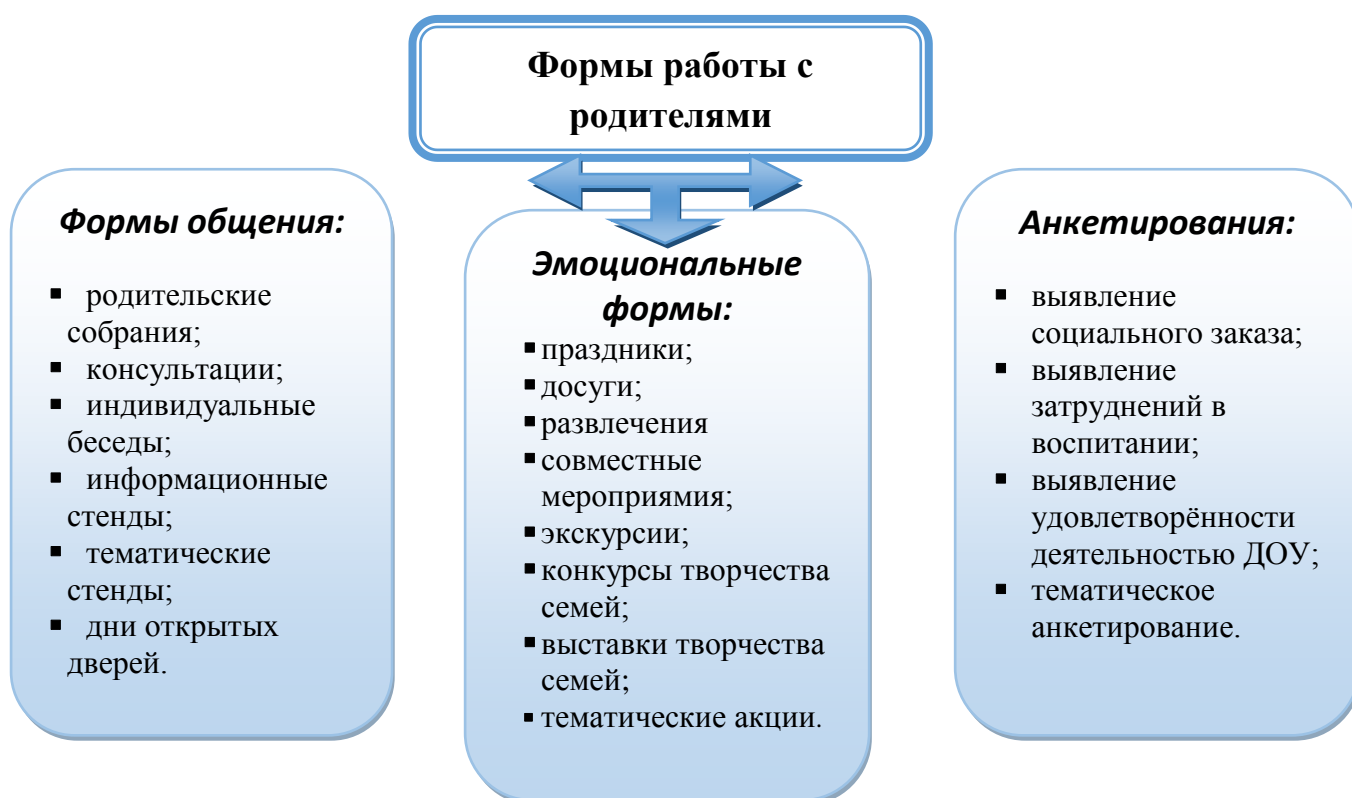 Формы работы с
родителями
Формы общения:
▪ родительские
собрания;
▪ консультации;
▪ индивидуальные
беседы;
▪ информационные
стенды;
▪ тематические
стенды;
▪ дни открытых
дверей.
Эмоциональные
формы:
▪ праздники;
▪ досуги;
▪ развлечения
▪ совместные
мероприямия;
▪ экскурсии;
▪ конкурсы творчества
семей;
▪ выставки творчества
семей;
▪ тематические акции.
Анкетирования:
▪ выявление
социального заказа;
▪ выявление
затруднений в
воспитании;
▪ выявление
удовлетворённости
деятельностью ДОУ;
▪ тематическое
анкетирование.